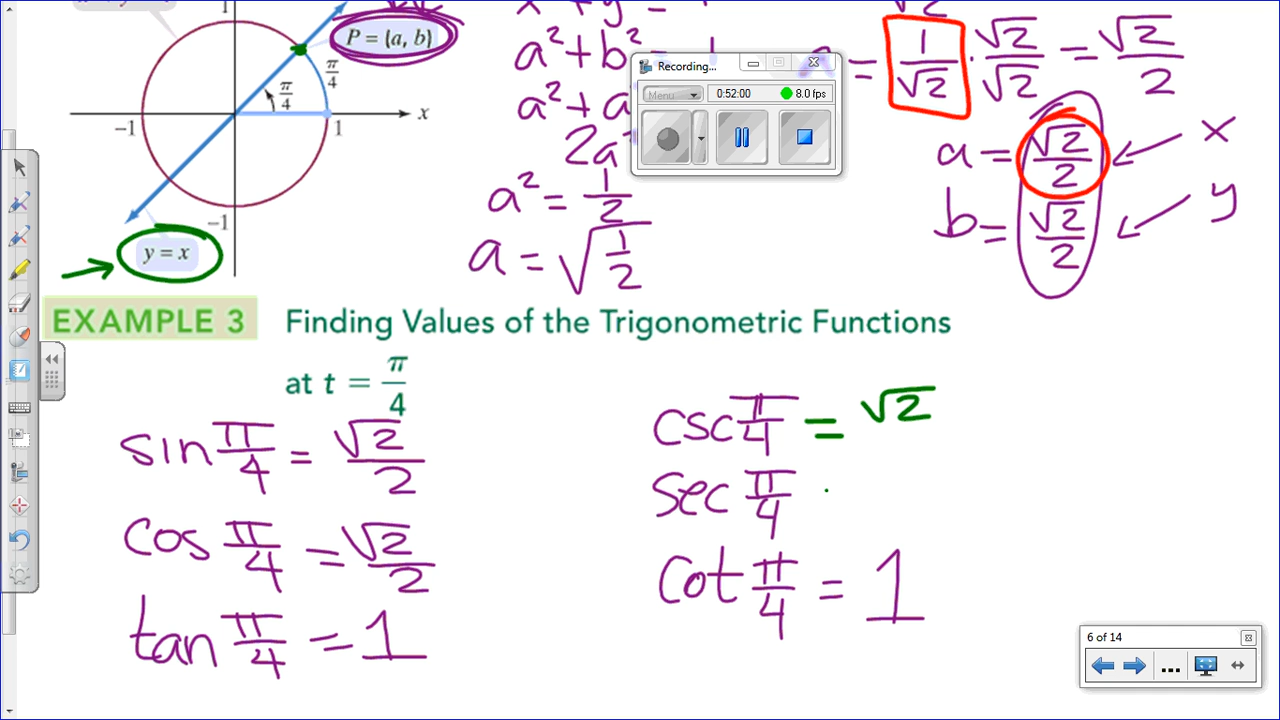 1
P = (a, b)
π/4
π/4
−1
1
x
−1
y = x
a² + b² = 1
a² + a
2a
a² = 1/2
a = √(1/2)
= 1/√2 · √2/√2 = √2/2
a = √2/2 ← x
b = √2/2 ← y
Recording...
Menu
0:52:00
8.0 fps
EXAMPLE 3 Finding Values of the Trigonometric Functions
at t = π/4
sin π/4 = √2/2
cos π/4 = √2/2
tan π/4 = 1
csc π/4 = √2
sec π/4
cot π/4 = 1
6 of 14
...